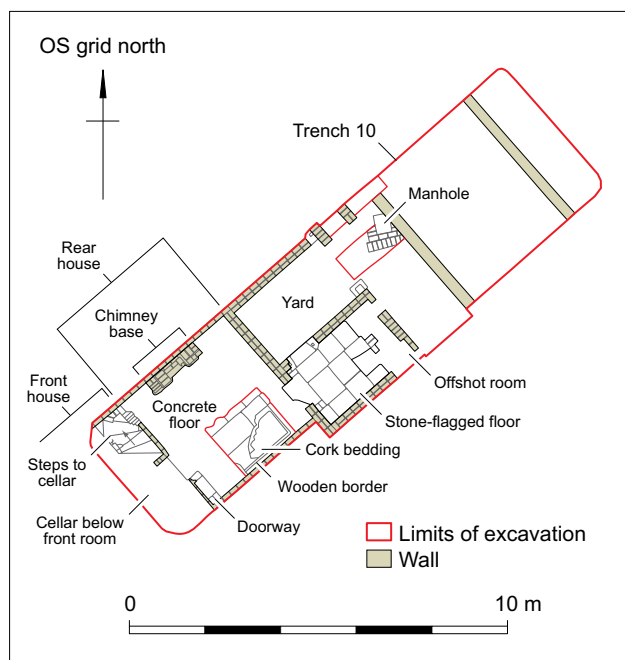 OS grid north
Trench 10
Manhole
Rear
house
Yard
Chimney
base
Front
house
Concrete
floor
Offshot room
Stone-flagged floor
Steps to
cellar
Cork bedding
Wooden border
Cellar below
front room
Doorway
Limits of excavation
Wall
0
10 m